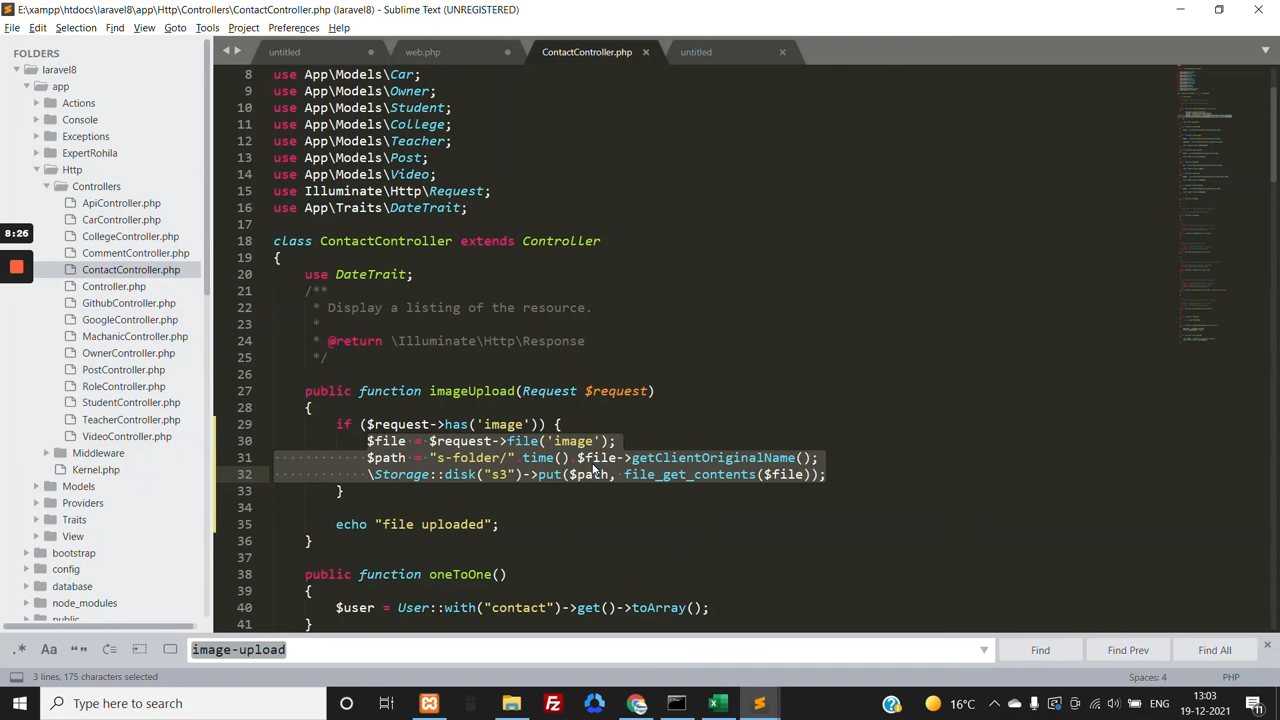 E:\xampp\htdocs\laravel8\app\Http\Controllers\ContactController.php (laravel8) - Sublime Text (UNREGISTERED)
File Edit Selection Find View Goto Tools Project Preferences Help
FOLDERS
laravel8
app
Actions
Console
Exceptions
ExpertRohila
Http
Controllers
ApiController.php
CarController.php
CollegeController.php
CommentController.php
ContactController.php
Controller.php
GithubController.php
GoogleController.php
MachanicController.php
OwnerController.php
PostController.php
RoleController.php
StudentController.php
TeacherController.php
VideoController.php
Middleware
Kernel.php
Models
Providers
Traits
View
bootstrap
config
database
node_modules
public
8:26
untitled web.php ContactController.php untitled
8 use App\Models\Car;
9 use App\Models\Owner;
10 use App\Models\Student;
11 use App\Models\College;
12 use App\Models\Teacher;
13 use App\Models\Post;
14 use App\Models\Video;
15 use Illuminate\Http\Request;
16 use App\Traits\DateTrait;
17
18 class ContactController extends Controller
19 {
20 use DateTrait;
21 /**
22 * Display a listing of the resource.
23 *
24 * @return \Illuminate\Http\Response
25 */
26
27 public function imageUpload(Request $request)
28 {
29 if ($request->has('image')) {
30 $file = $request->file('image');
31 $path = "s-folder/" time() $file->getClientOriginalName();
32 \Storage::disk("s3")->put($path, file_get_contents($file));
33 }
34
35 echo "file uploaded";
36 }
37
38 public function oneToOne()
39 {
40 $user = User::with("contact")->get()->toArray();
41 }
.* Aa “” image-upload Find Find Prev Find All
3 lines, 175 characters selected Spaces: 4 PHP
Type here to search 16°C ENG 13:03
19-12-2021 11